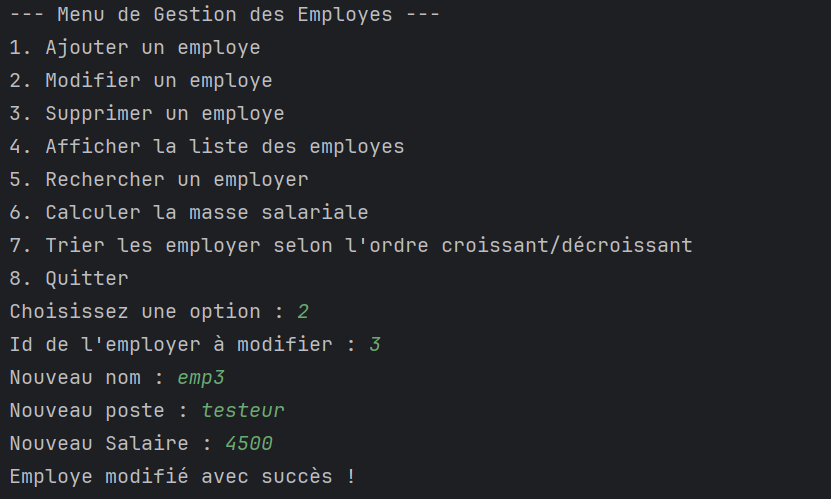 --- Menu de Gestion des Employes ---
1. Ajouter un employe
2. Modifier un employe
3. Supprimer un employe
4. Afficher la liste des employes
5. Rechercher un employer
6. Calculer la masse salariale
7. Trier les employer selon l'ordre croissant/décroissant
8. Quitter
Choisissez une option : 2
Id de l'employer à modifier : 3
Nouveau nom : emp3
Nouveau poste : testeur
Nouveau Salaire : 4500
Employe modifié avec succès !